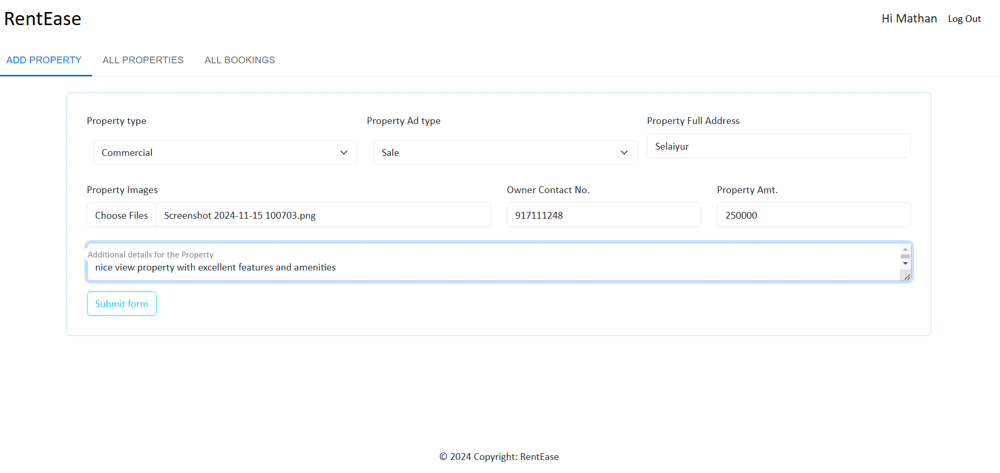 RentEase
Hi Mathan Log Out
ADD PROPERTY ALL PROPERTIES ALL BOOKINGS
Property type Property Ad type Property Full Address
Commercial Sale Selaiyur
Property Images Owner Contact No. Property Amt.
Choose Files Screenshot 2024-11-15 100703.png 917111248 250000
Additional details for the Property
nice view property with excellent features and amenities
Submit form
© 2024 Copyright: RentEase